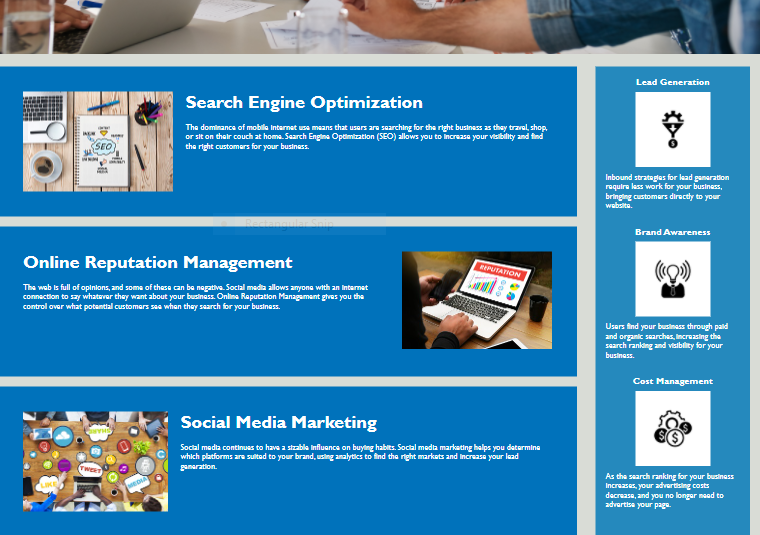 Search Engine Optimization
The dominance of mobile internet use means that users are searching for the right business as they travel, shop,
or sit on their couch at home. Search Engine Optimization (SEO) allows you to increase your visibility and find
the right customers for your business.
SEO
Rectangular Snip
Online Reputation Management
The web is full of opinions, and some of these can be negative. Social media allows anyone with an internet
connection to say whatever they want about your business. Online Reputation Management gives you the
control over what potential customers see when they search for your business.
REPUTATION
Social Media Marketing
Social media continues to have a sizable influence on buying habits. Social media marketing helps you determine
which platforms are suited to your brand, using analytics to find the right markets and increase your lead
generation.
SHARE
TWEET
LIKE
MEDIA
Lead Generation
Inbound strategies for lead generation
require less work for your business,
bringing customers directly to your
website.
Brand Awareness
Users find your business through paid
and organic searches, increasing the
search ranking and visibility for your
business.
Cost Management
As the search ranking for your business
increases, your advertising costs
decrease, and you no longer need to
advertise your page.